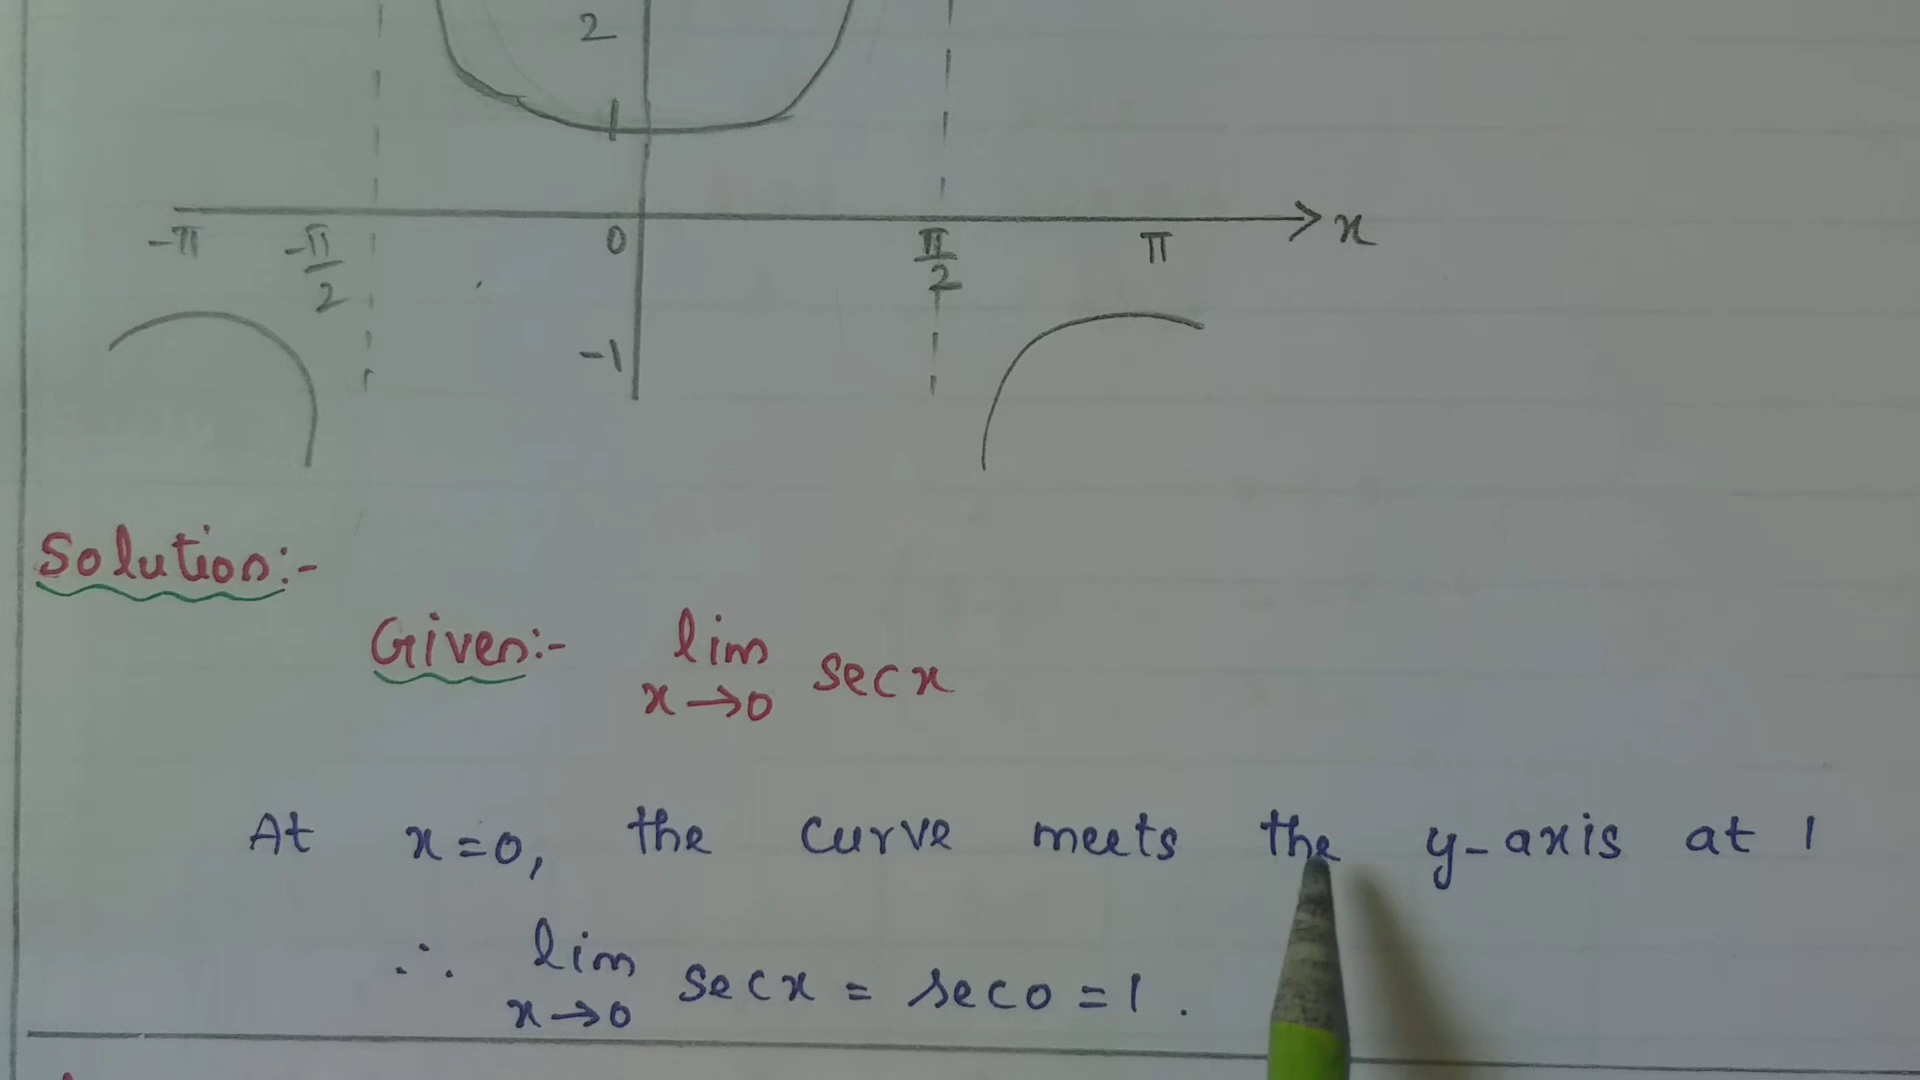 2
1
-π -π/2 0 π/2 π x
-1
Solution:-
Given:- lim x→0 sec x
At x=0, the curve meets the y-axis at 1
∴ lim x→0 sec x = sec 0 = 1.